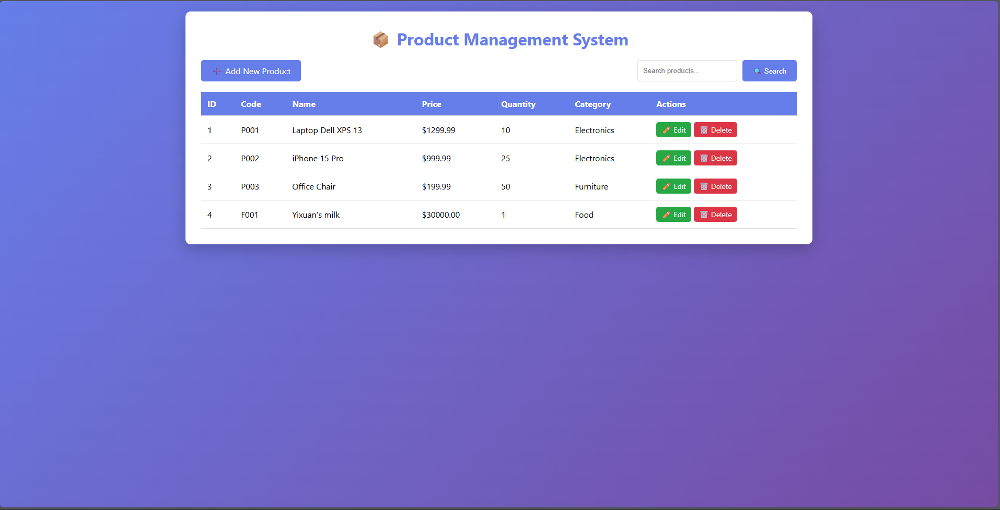 Product Management System
Add New Product
Search products...
Search
ID Code Name Price Quantity Category Actions
1 P001 Laptop Dell XPS 13 $1299.99 10 Electronics Edit Delete
2 P002 iPhone 15 Pro $999.99 25 Electronics Edit Delete
3 P003 Office Chair $199.99 50 Furniture Edit Delete
4 F001 Yixuan's milk $30000.00 1 Food Edit Delete